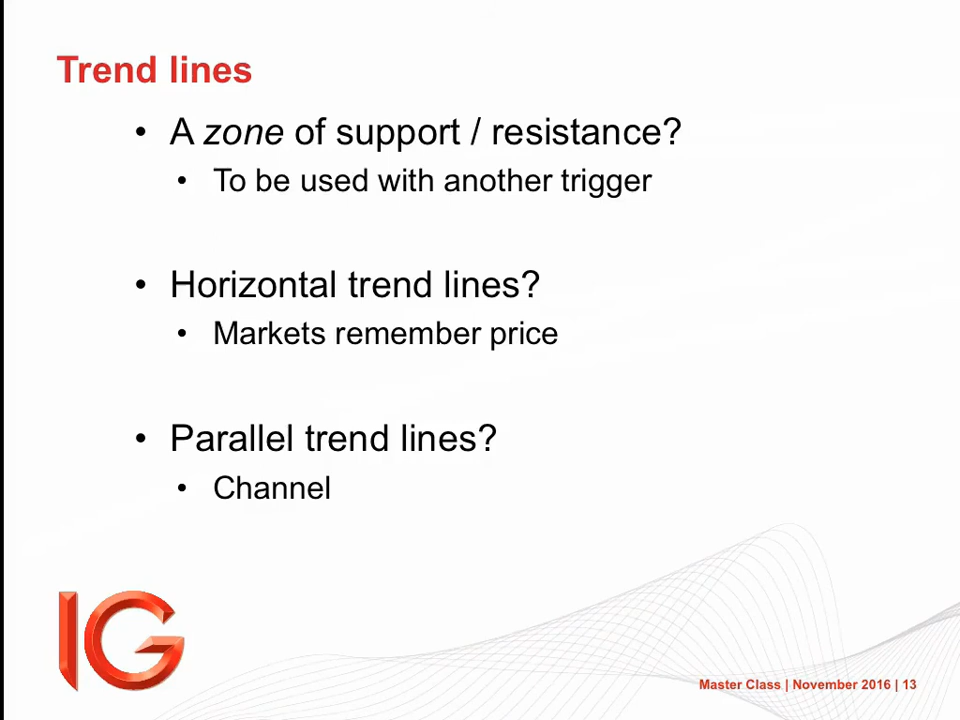 Trend lines
• A zone of support / resistance?
• To be used with another trigger
• Horizontal trend lines?
• Markets remember price
• Parallel trend lines?
• Channel
IG
Master Class | November 2016 | 13